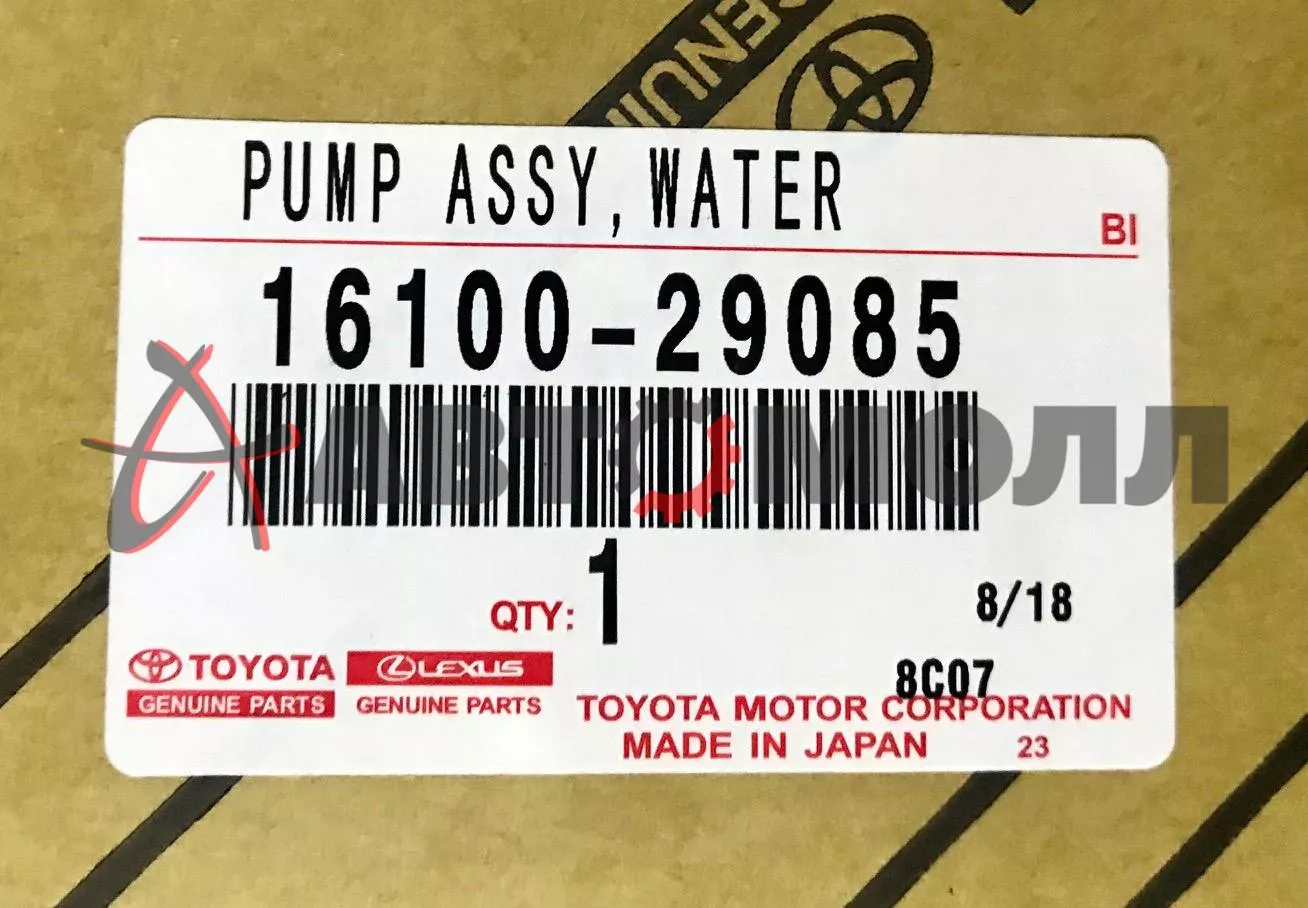 GENUIN
PUMP ASSY, WATER
BI
16100-29085
АВТОМОЛЛ
QTY: 1
8/18
8C07
TOYOTA
LEXUS
GENUINE PARTS
GENUINE PARTS
TOYOTA MOTOR CORPORATION
MADE IN JAPAN
23